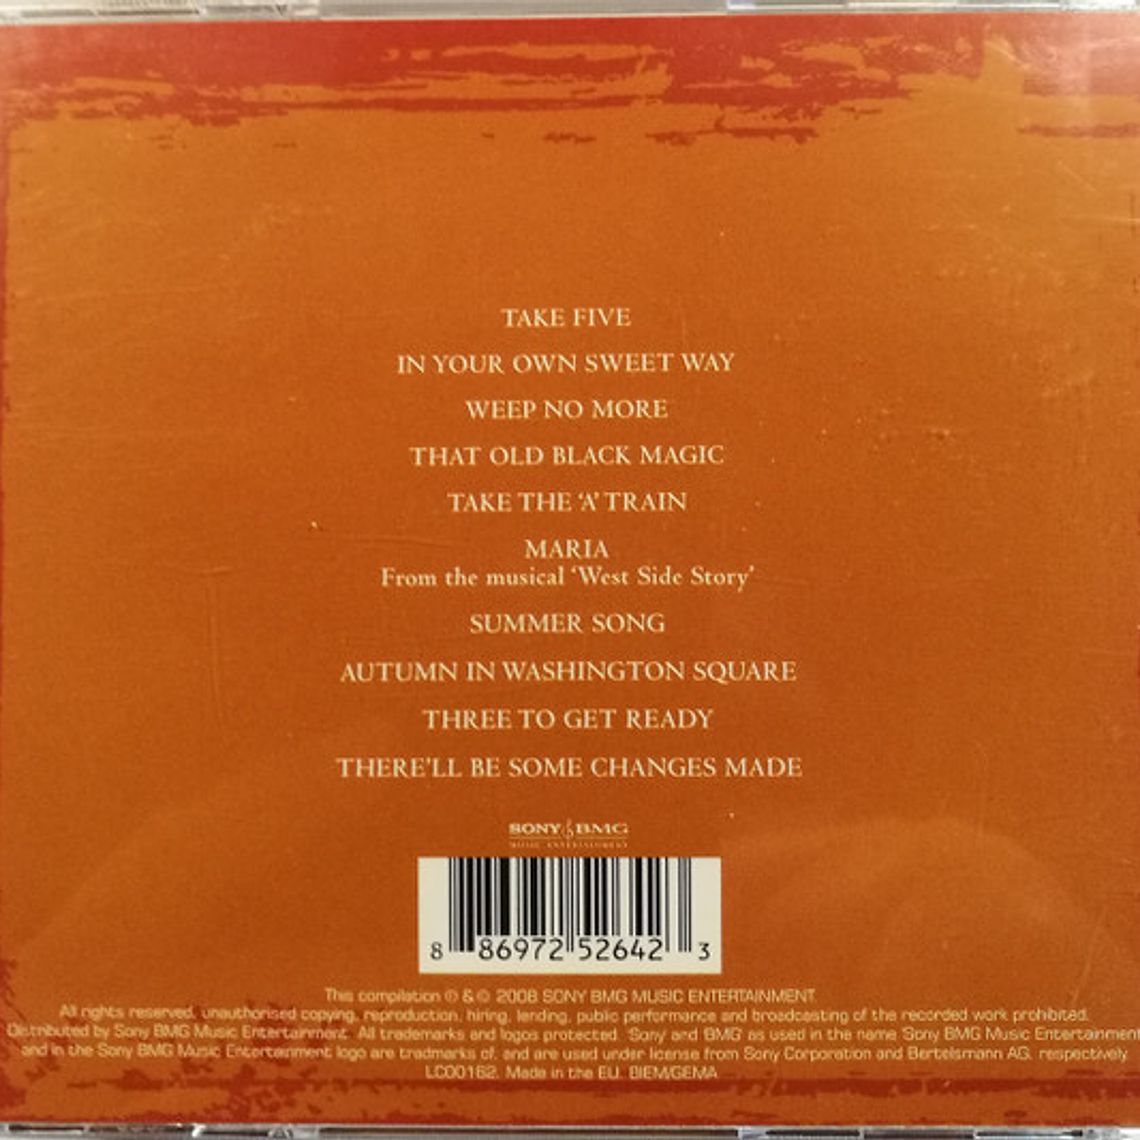 TAKE FIVE
IN YOUR OWN SWEET WAY
WEEP NO MORE
THAT OLD BLACK MAGIC
TAKE THE ‘A’ TRAIN
MARIA
From the musical ‘West Side Story’
SUMMER SONG
AUTUMN IN WASHINGTON SQUARE
THREE TO GET READY
THERE'LL BE SOME CHANGES MADE
SONY BMG
MUSIC ENTERTAINMENT
8 86972 52642 3
This compilation ℗ & © 2008 SONY BMG MUSIC ENTERTAINMENT.
All rights reserved, unauthorised copying, reproduction, hiring, lending, public performance and broadcasting of the recorded work prohibited.
Distributed by Sony BMG Music Entertainment. All trademarks and logos protected. 'Sony' and 'BMG' as used in the name 'Sony BMG Music Entertainment
and in the Sony BMG Music Entertainment logo are tradmarks of, and are used under license from Sony Corporation and Bertelsmann AG, respectively.
LC00162. Made in the EU. BIEM/GEMA